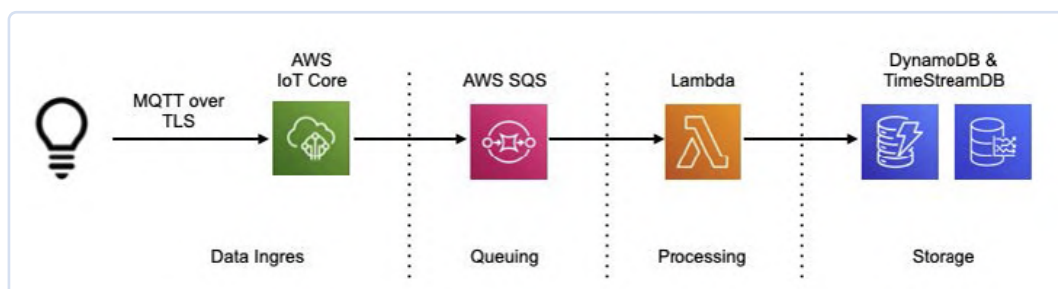 AWS
IoT Core
MQTT over
TLS
AWS SQS
Lambda
DynamoDB &
TimeStreamDB
Data Ingres
Queuing
Processing
Storage